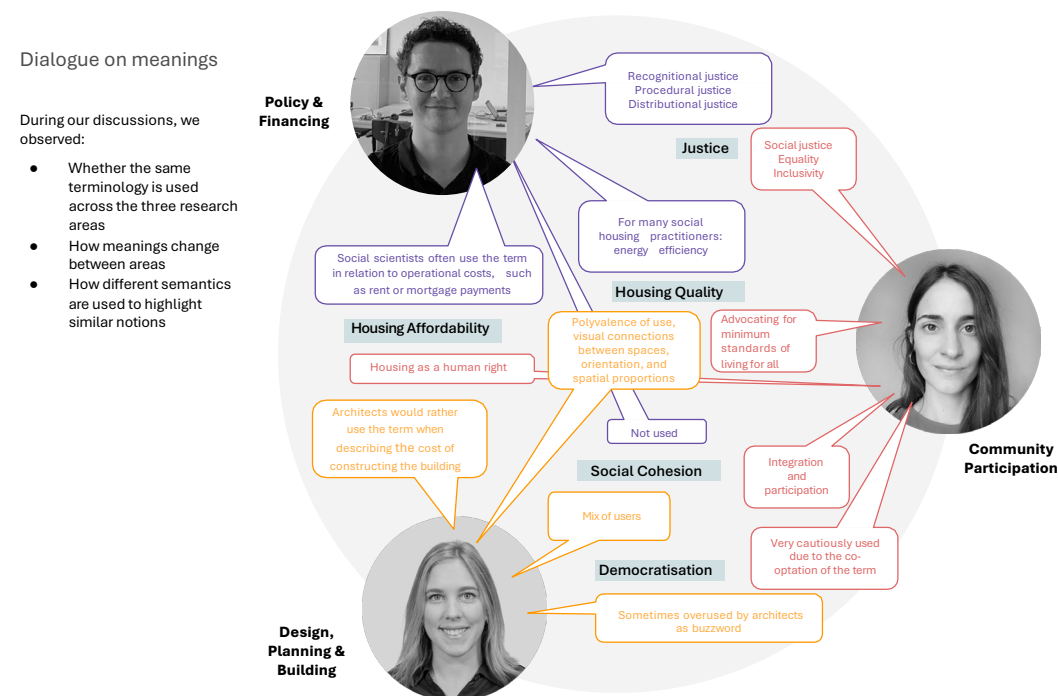 Dialogue on meanings
During our discussions, we
observed:
● Whether the same
terminology is used
across the three research
areas
● How meanings change
between areas
● How different semantics
are used to highlight
similar notions
Policy &
Financing
Recognitional justice
Procedural justice
Distributional justice
Justice
Social justice
Equality
Inclusivity
For many social
housing practitioners:
energy efficiency
Social scientists often use the term
in relation to operational costs, such
as rent or mortgage payments
Housing Quality
Housing Affordability
Polyvalence of use,
visual connections
between spaces,
orientation, and
spatial proportions
Advocating for
minimum
standards of
living for all
Housing as a human right
Architects would rather
use the term when
describing the cost of
constructing the building
Not used
Community
Participation
Social Cohesion
Integration
and
participation
Mix of users
Very cautiously used
due to the co-
optation of the term
Democratisation
Sometimes overused by architects
as buzzword
Design,
Planning &
Building